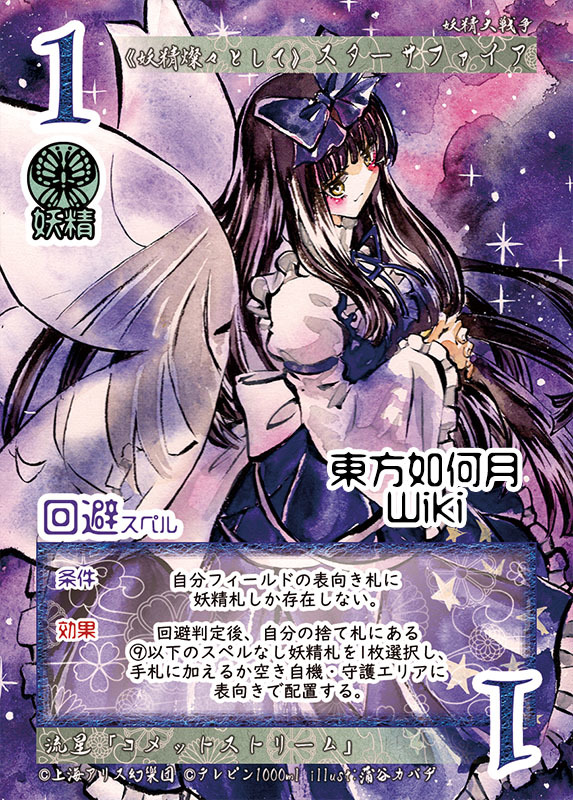 1
妖精大戦争
《妖精燦々として》スターサファイア
妖精
東方如何月
Wiki
回避スペル
条件
自分フィールドの表向き札に
妖精札しか存在しない。
効果
回避判定後、自分の捨て札にある
⑨以下のスペルなし妖精札を1枚選択し、
手札に加えるか空き自機・守護エリアに
表向きで配置する。
流星「コメットストリーム」
1
©上海アリス幻樂団 ©テレピン1000ml illust:蒲谷カバヂ